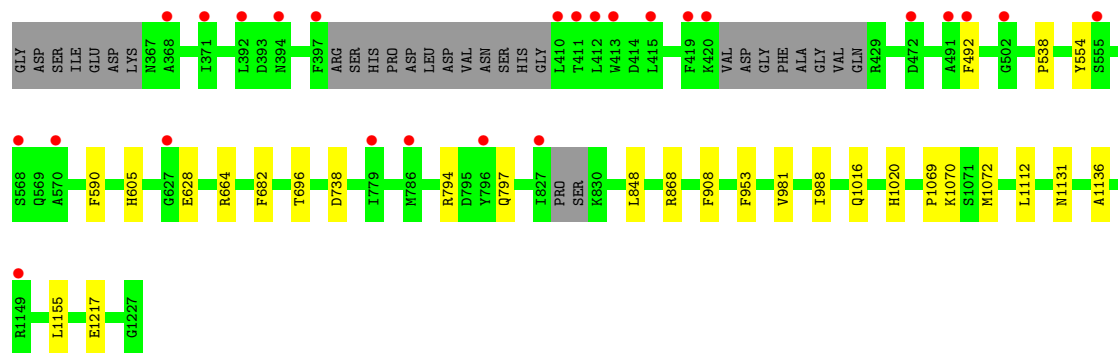 GLY ASP SER ILE GLU ASP LYS N367 A368 I371 L392 D393 N394 F397 ARG SER HIS PRO ASP LEU ASP VAL ASN SER HIS GLY L410 T411 L412 W413 D414 L415 F419 K420 VAL ASP GLY PHE ALA GLY VAL GLN R429 D472 A491 F492 G502 P538 Y554 S555
S568 Q569 A570 F590 H605 G627 E628 R664 F682 T696 D738 I779 M786 R794 D795 Y796 Q797 I827 PRO SER K830 L848 R868 F908 F953 V981 I988 Q1016 H1020 P1069 K1070 S1071 M1072 L1112 N1131 A1136
R1149 L1155 E1217 G1227